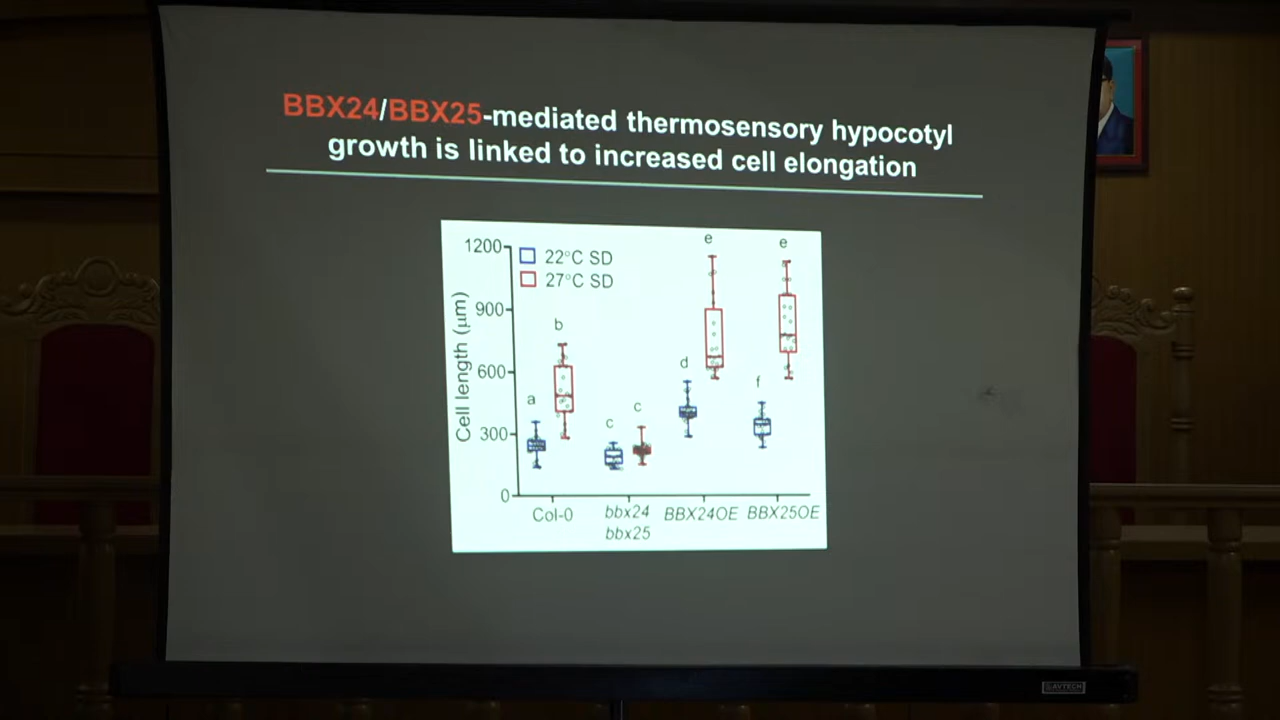 BBX24/BBX25-mediated thermosensory hypocotyl
growth is linked to increased cell elongation
Cell length (μm)
1200
900
600
300
0
22°C SD
27°C SD
a
b
c
c
d
e
f
e
Col-0
bbx24
bbx25
BBX24OE
BBX25OE
AVTECH